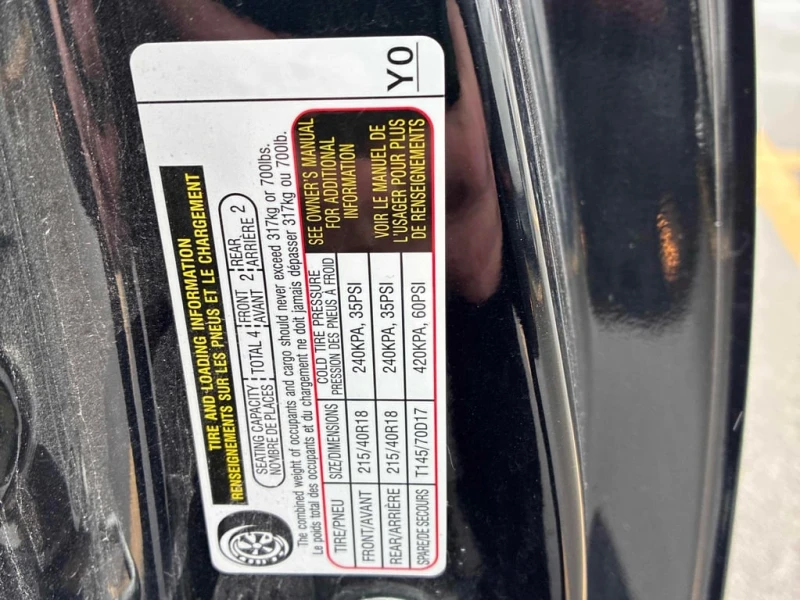 YO
TIRE AND LOADING INFORMATION
RENSEIGNEMENTS SUR LES PNEUS ET LE CHARGEMENT
SEATING CAPACITY TOTAL 4 FRONT 2 REAR 2
NOMBRE DE PLACES AVANT ARRIÈRE
The combined weight of occupants and cargo should never exceed 317kg or 700lbs.
Le poids total des occupants et du chargement ne doit jamais dépasser 317kg ou 700lb.
TIRE/PNEU SIZE/DIMENSIONS COLD TIRE PRESSURE
PRESSION DES PNEUS À FROID
FRONT/AVANT 215/40R18 240KPA, 35PSI
REAR/ARRIÈRE 215/40R18 240KPA, 35PSI
SPARE/DE SECOURS T145/70D17 420KPA, 60PSI
SEE OWNER'S MANUAL
FOR ADDITIONAL
INFORMATION
VOIR LE MANUEL DE
L'USAGER POUR PLUS
DE RENSEIGNEMENTS